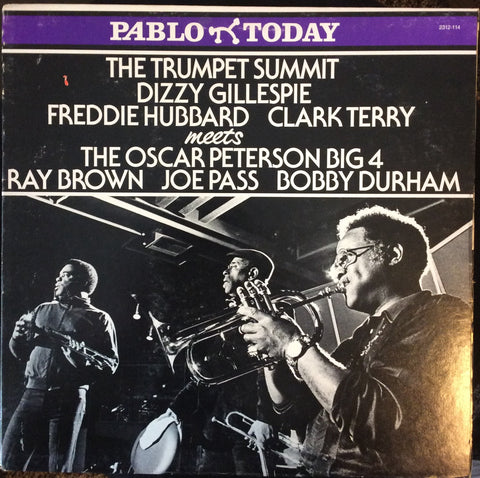 PABLO TODAY
2312-114
THE TRUMPET SUMMIT
DIZZY GILLESPIE
FREDDIE HUBBARD CLARK TERRY
meets
THE OSCAR PETERSON BIG 4
RAY BROWN JOE PASS BOBBY DURHAM